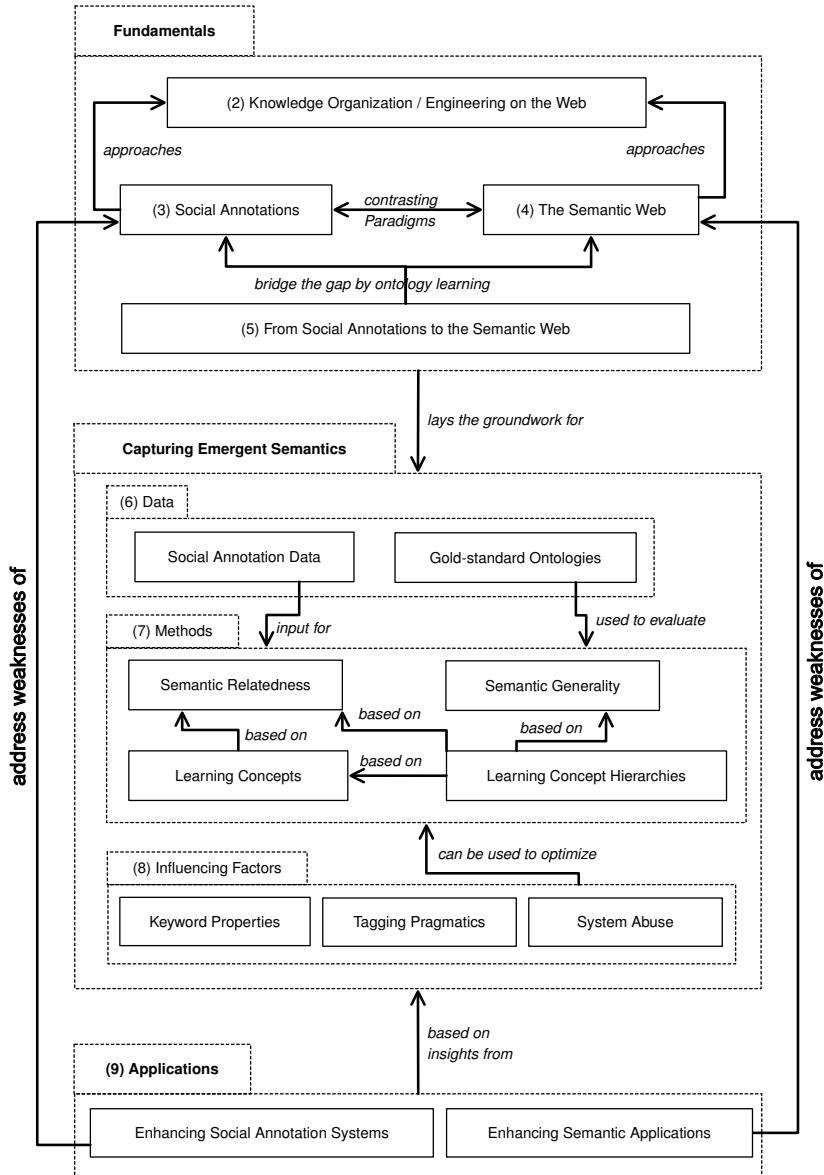 Fundamentals
(2) Knowledge Organization / Engineering on the Web
approaches
approaches
(3) Social Annotations
contrasting
Paradigms
(4) The Semantic Web
bridge the gap by ontology learning
(5) From Social Annotations to the Semantic Web
lays the groundwork for
Capturing Emergent Semantics
(6) Data
Social Annotation Data
Gold-standard Ontologies
input for
used to evaluate
(7) Methods
Semantic Relatedness
Semantic Generality
based on
based on
based on
based on
Learning Concepts
Learning Concept Hierarchies
can be used to optimize
(8) Influencing Factors
Keyword Properties
Tagging Pragmatics
System Abuse
based on
insights from
(9) Applications
Enhancing Social Annotation Systems
Enhancing Semantic Applications
address weaknesses of
address weaknesses of